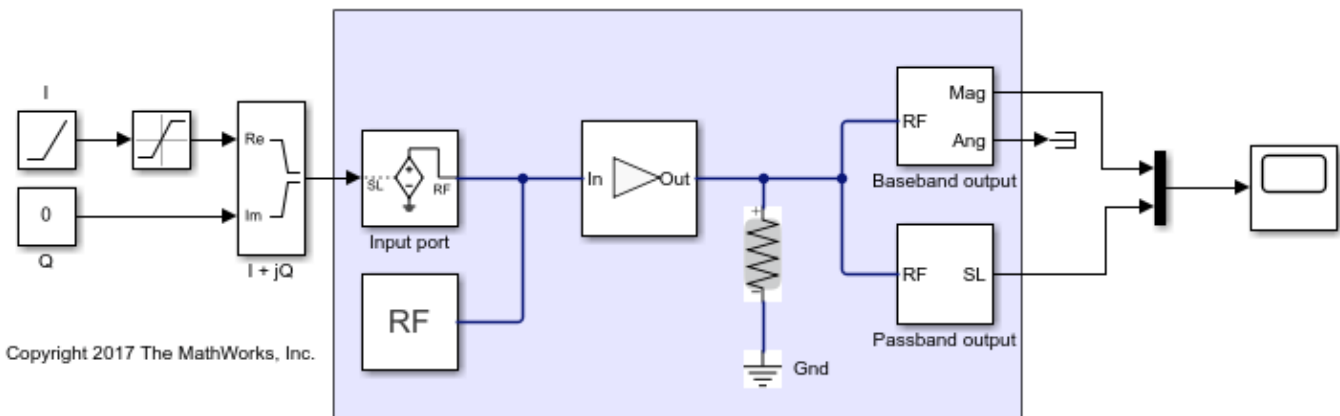 I
Re
Im
0
Q
I + jQ
SL
RF
Input port
RF
In
Out
+
−
Gnd
RF
Mag
Ang
Baseband output
RF
SL
Passband output
Copyright 2017 The MathWorks, Inc.